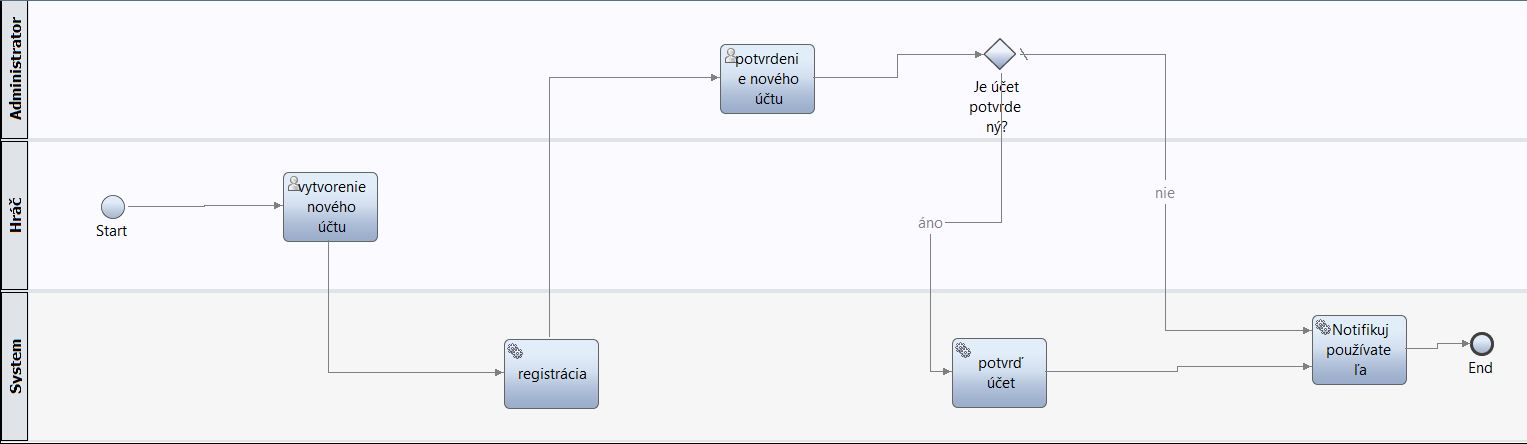 Administrator
potvrdeni
e nového
účtu
Je účet
potvrde
ný?
Hráč
Start
vytvorenie
nového
účtu
áno
nie
System
registrácia
potvrď
účet
Notifikuj
používate
ľa
End